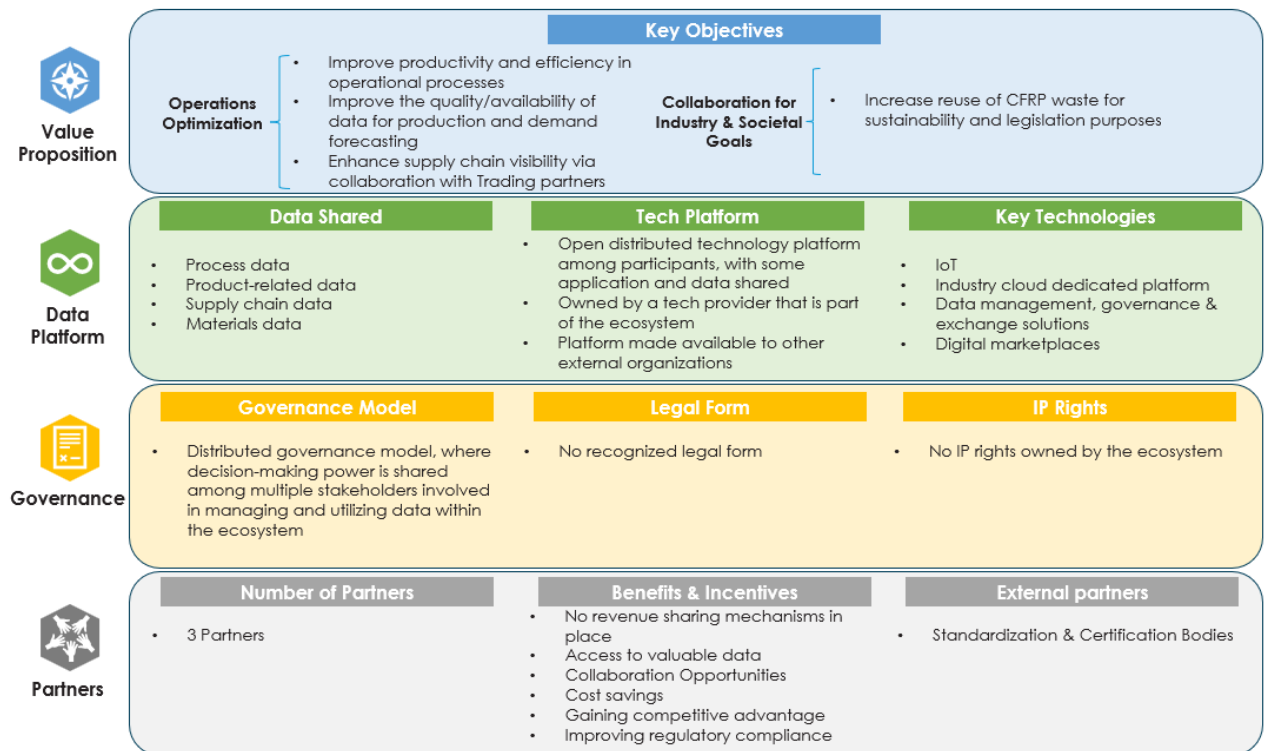 Key Objectives
Value
Proposition
Operations
Optimization
• Improve productivity and efficiency in
operational processes
• Improve the quality/availability of
data for production and demand
forecasting
• Enhance supply chain visibility via
collaboration with Trading partners
Collaboration for
Industry & Societal
Goals
• Increase reuse of CFRP waste for
sustainability and legislation purposes
Data
Platform
Data Shared
• Process data
• Product-related data
• Supply chain data
• Materials data
Tech Platform
• Open distributed technology platform
among participants, with some
application and data shared
• Owned by a tech provider that is part
of the ecosystem
• Platform made available to other
external organizations
Key Technologies
• IoT
• Industry cloud dedicated platform
• Data management, governance &
exchange solutions
• Digital marketplaces
Governance
Governance Model
• Distributed governance model, where
decision-making power is shared
among multiple stakeholders involved
in managing and utilizing data within
the ecosystem
Legal Form
• No recognized legal form
IP Rights
• No IP rights owned by the ecosystem
Partners
Number of Partners
• 3 Partners
Benefits & Incentives
• No revenue sharing mechanisms in
place
• Access to valuable data
• Collaboration Opportunities
• Cost savings
• Gaining competitive advantage
• Improving regulatory compliance
External partners
• Standardization & Certification Bodies